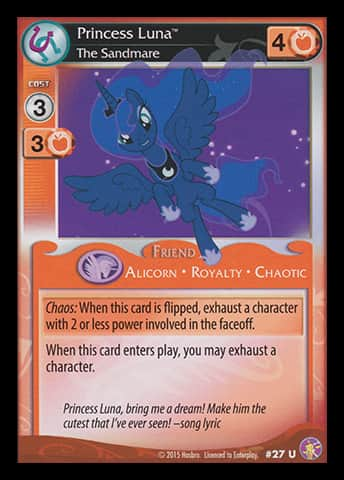 Princess Luna™
The Sandmare
4
COST
3
3
FRIEND
ALICORN • ROYALTY • CHAOTIC
Chaos: When this card is flipped, exhaust a character
with 2 or less power involved in the faceoff.
When this card enters play, you may exhaust a
character.
Princess Luna, bring me a dream! Make him the
cutest that I've ever seen! –song lyric
© 2015 Hasbro. Licensed to Enterplay.
#27 U